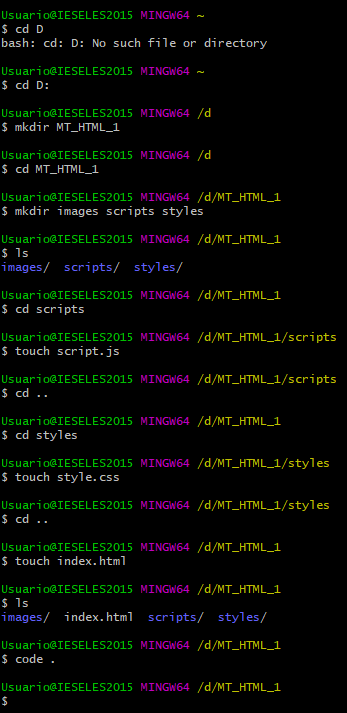 Usuario@IESELES2015 MINGW64 ~
$ cd D
bash: cd: D: No such file or directory
Usuario@IESELES2015 MINGW64 ~
$ cd D:
Usuario@IESELES2015 MINGW64 /d
$ mkdir MT_HTML_1
Usuario@IESELES2015 MINGW64 /d
$ cd MT_HTML_1
Usuario@IESELES2015 MINGW64 /d/MT_HTML_1
$ mkdir images scripts styles
Usuario@IESELES2015 MINGW64 /d/MT_HTML_1
$ ls
images/  scripts/  styles/
Usuario@IESELES2015 MINGW64 /d/MT_HTML_1
$ cd scripts
Usuario@IESELES2015 MINGW64 /d/MT_HTML_1/scripts
$ touch script.js
Usuario@IESELES2015 MINGW64 /d/MT_HTML_1/scripts
$ cd ..
Usuario@IESELES2015 MINGW64 /d/MT_HTML_1
$ cd styles
Usuario@IESELES2015 MINGW64 /d/MT_HTML_1/styles
$ touch style.css
Usuario@IESELES2015 MINGW64 /d/MT_HTML_1/styles
$ cd ..
Usuario@IESELES2015 MINGW64 /d/MT_HTML_1
$ touch index.html
Usuario@IESELES2015 MINGW64 /d/MT_HTML_1
$ ls
images/  index.html  scripts/  styles/
Usuario@IESELES2015 MINGW64 /d/MT_HTML_1
$ code .
Usuario@IESELES2015 MINGW64 /d/MT_HTML_1
$